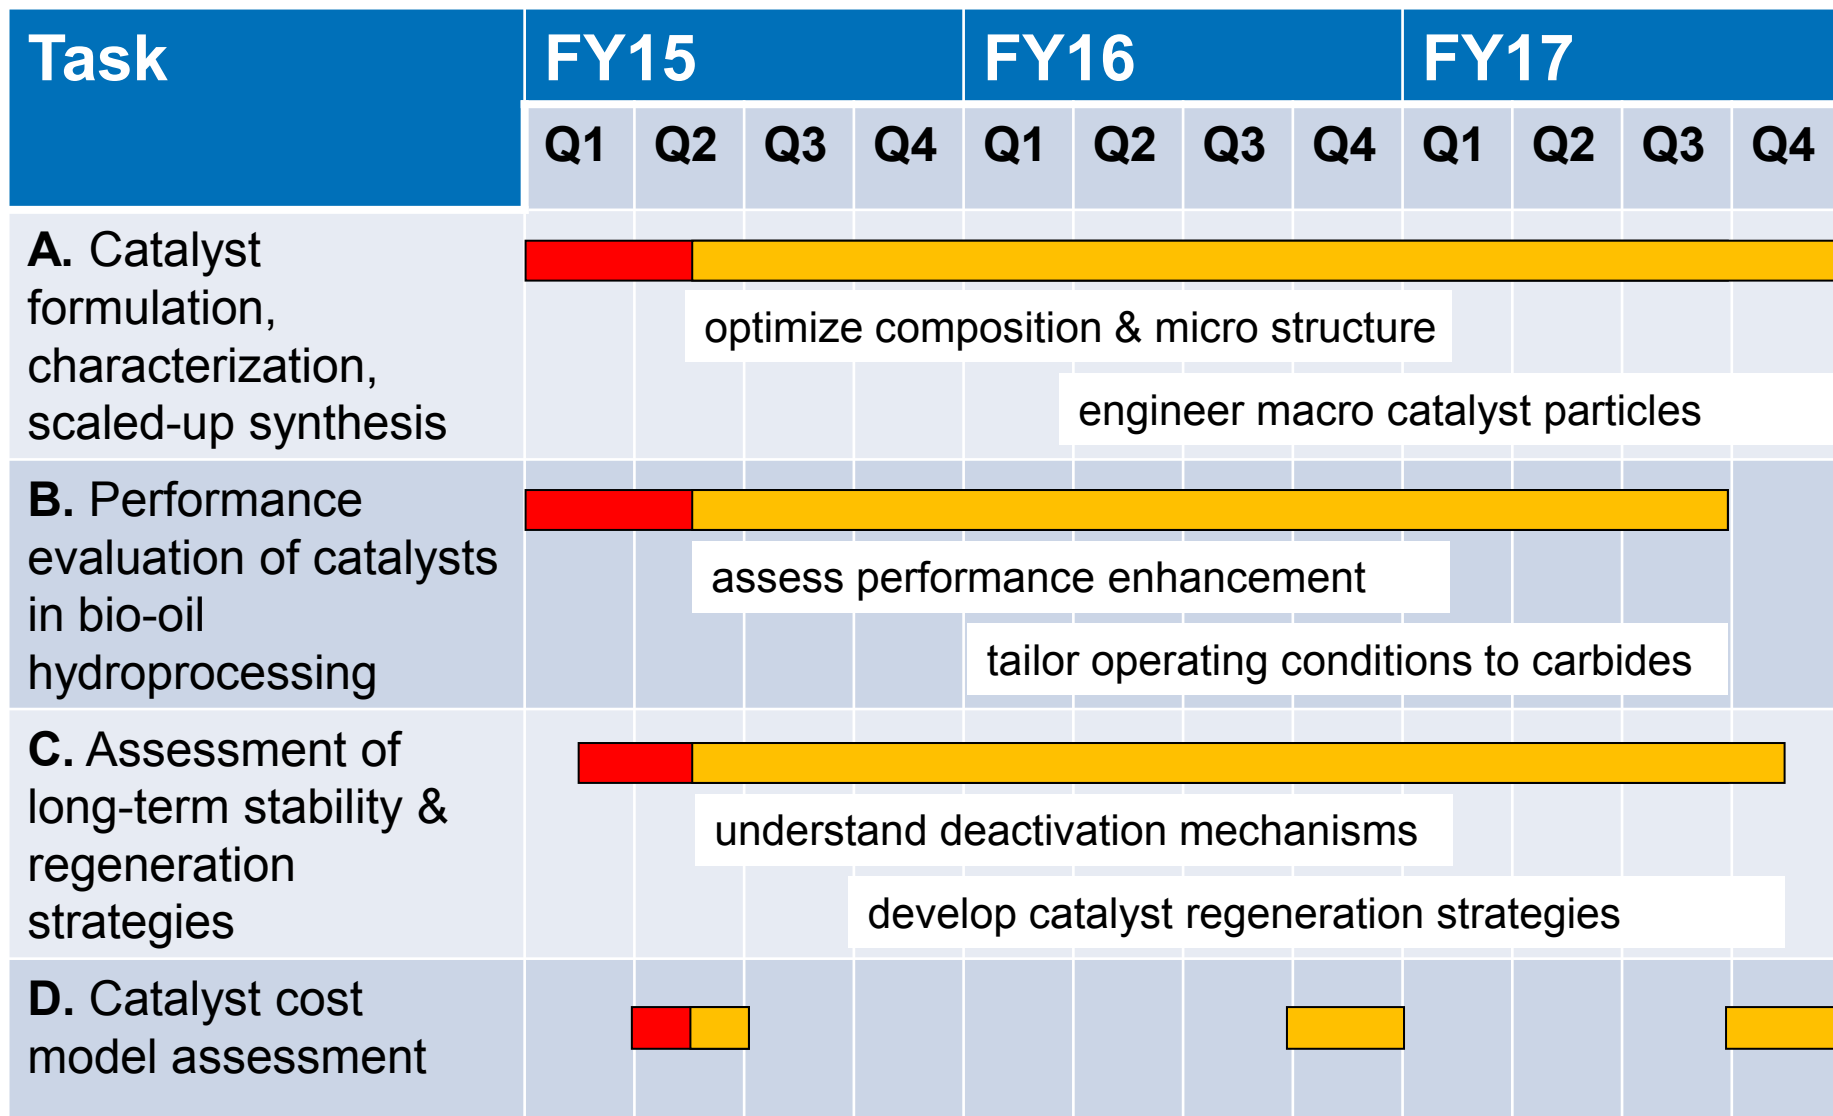 Task FY15 FY16 FY17
Q1 Q2 Q3 Q4 Q1 Q2 Q3 Q4 Q1 Q2 Q3 Q4
A. Catalyst
formulation,
characterization,
scaled-up synthesis
optimize composition & micro structure
engineer macro catalyst particles
B. Performance
evaluation of catalysts
in bio-oil
hydroprocessing
assess performance enhancement
tailor operating conditions to carbides
C. Assessment of
long-term stability &
regeneration
strategies
understand deactivation mechanisms
develop catalyst regeneration strategies
D. Catalyst cost
model assessment